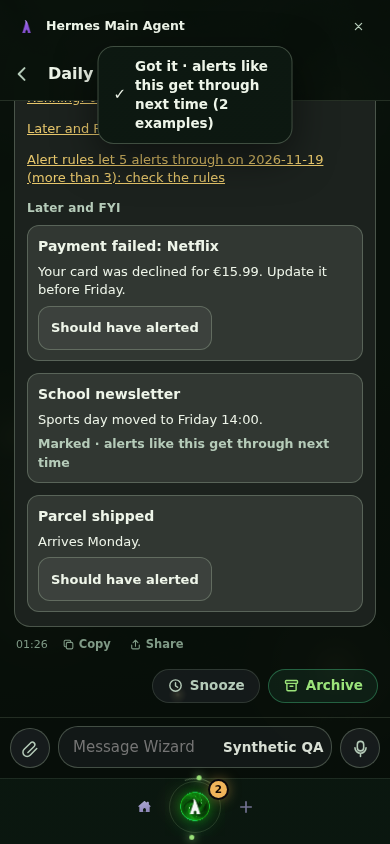 Hermes Main Agent
Daily
Got it · alerts like
this get through
next time (2
examples)
Later and
Alert rules let 5 alerts through on 2026-11-19
(more than 3): check the rules
Later and FYI
Payment failed: Netflix
Your card was declined for €15.99. Update it
before Friday.
Should have alerted
School newsletter
Sports day moved to Friday 14:00.
Marked · alerts like this get through next
time
Parcel shipped
Arrives Monday.
Should have alerted
01:26 Copy Share
Snooze Archive
Message Wizard Synthetic QA
2